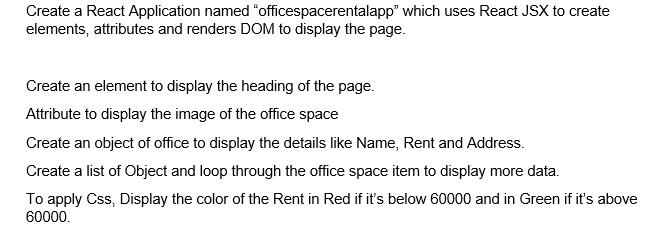 Create a React Application named “officespacerentalapp” which uses React JSX to create
elements, attributes and renders DOM to display the page.
Create an element to display the heading of the page.
Attribute to display the image of the office space
Create an object of office to display the details like Name, Rent and Address.
Create a list of Object and loop through the office space item to display more data.
To apply Css, Display the color of the Rent in Red if it’s below 60000 and in Green if it’s above
60000.